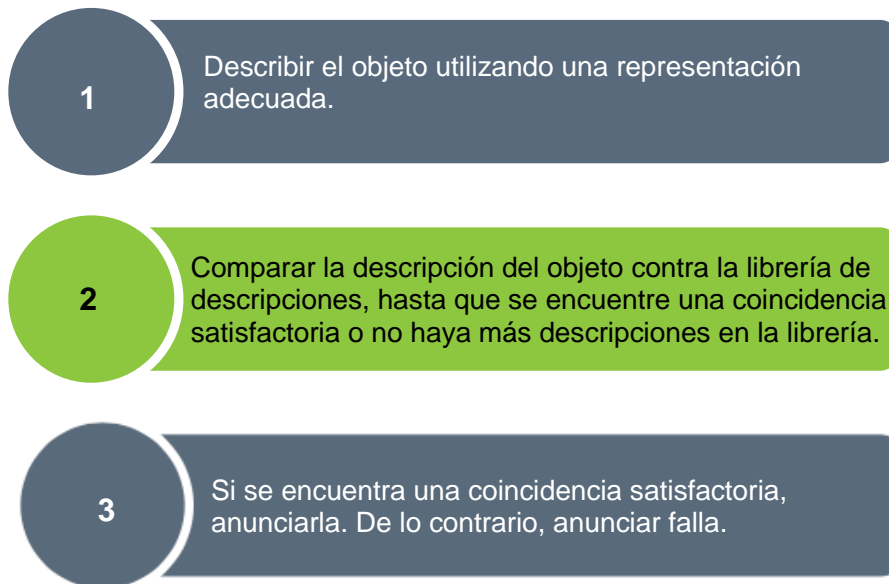 1
Describir el objeto utilizando una representación
adecuada.
2
Comparar la descripción del objeto contra la librería de
descripciones, hasta que se encuentre una coincidencia
satisfactoria o no haya más descripciones en la librería.
3
Si se encuentra una coincidencia satisfactoria,
anunciarla. De lo contrario, anunciar falla.